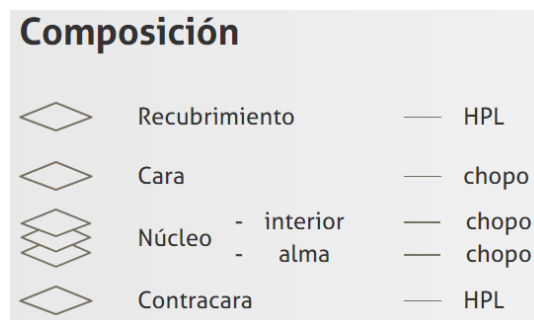 Composición
Recubrimiento — HPL
Cara — chopo
Núcleo - interior — chopo
- alma — chopo
Contracara — HPL